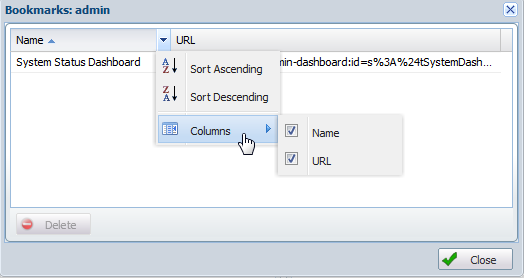 Bookmarks: admin
Name URL
System Status Dashboard min-dashboard:id=s%3A%24tSystemDash...
A Z Sort Ascending
Z A Sort Descending
Columns
Name
URL
Delete
Close